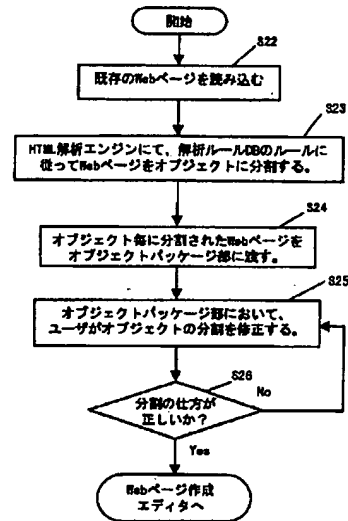 開始
S22
既存のWebページを読み込む
S23
HTML解析エンジンにて、解析ルールDBのルールに
従ってWebページをオブジェクトに分割する。
S24
オブジェクト毎に分割されたWebページを
オブジェクトパッケージ部に渡す。
S25
オブジェクトパッケージ部において、
ユーザがオブジェクトの分割を修正する。
S26
分割の仕方が
正しいか?
No
Yes
Webページ作成
エディタへ